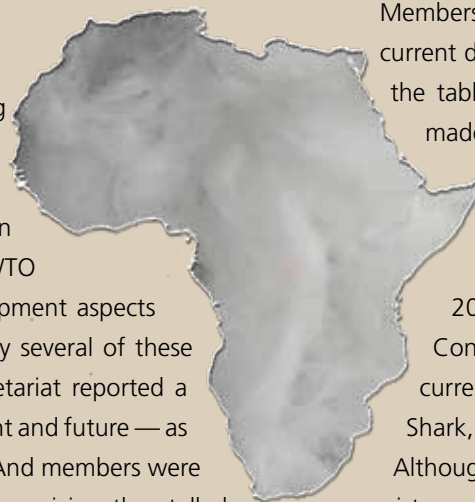 g
n
VTO
pment aspects
y several of these
etariat reported a
nt and future — as
And members were
Members
current d
the tabl
made
20
Con
curre
Shark,
Althoug